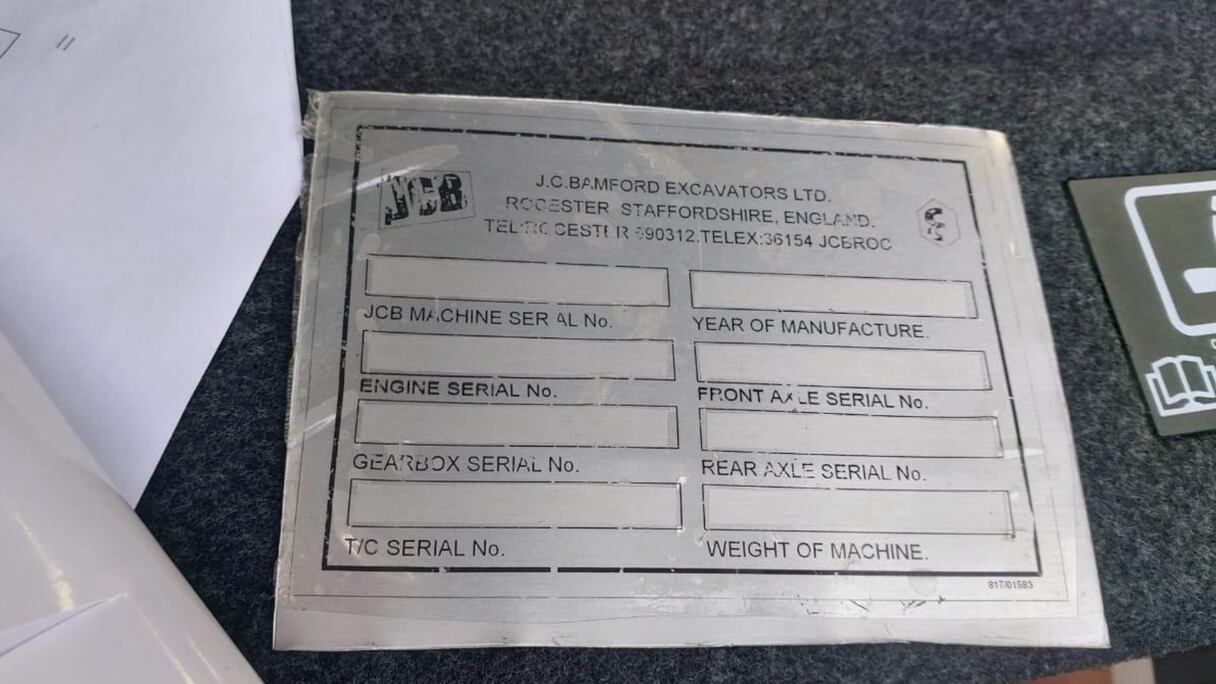 JCB
J.C.BAMFORD EXCAVATORS LTD.
ROCESTER STAFFORDSHIRE, ENGLAND.
TEL:ROCESTER 590312.TELEX:36154 JCBROC
JCB MACHINE SERIAL No.
YEAR OF MANUFACTURE.
ENGINE SERIAL No.
FRONT AXLE SERIAL No.
GEARBOX SERIAL No.
REAR AXLE SERIAL No.
T/C SERIAL No.
WEIGHT OF MACHINE.
817/01583